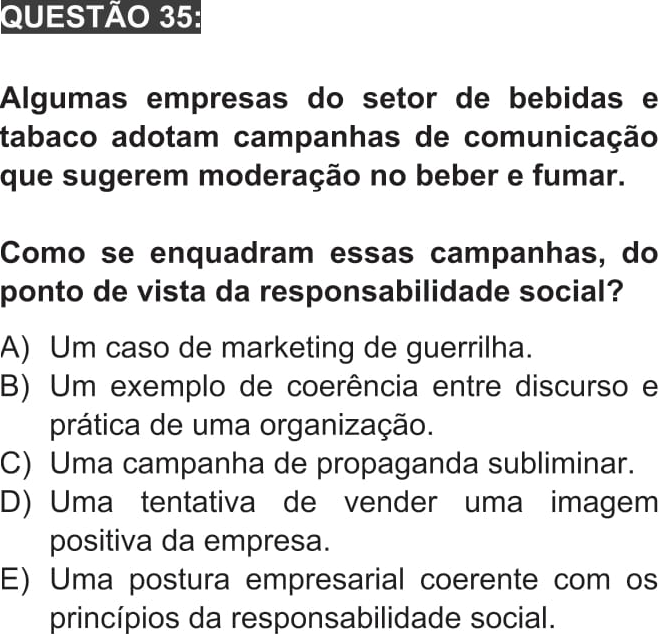 QUESTÃO 35:
Algumas empresas do setor de bebidas e
tabaco adotam campanhas de comunicação
que sugerem moderação no beber e fumar.
Como se enquadram essas campanhas, do
ponto de vista da responsabilidade social?
A) Um caso de marketing de guerrilha.
B) Um exemplo de coerência entre discurso e
prática de uma organização.
C) Uma campanha de propaganda subliminar.
D) Uma tentativa de vender uma imagem
positiva da empresa.
E) Uma postura empresarial coerente com os
princípios da responsabilidade social.